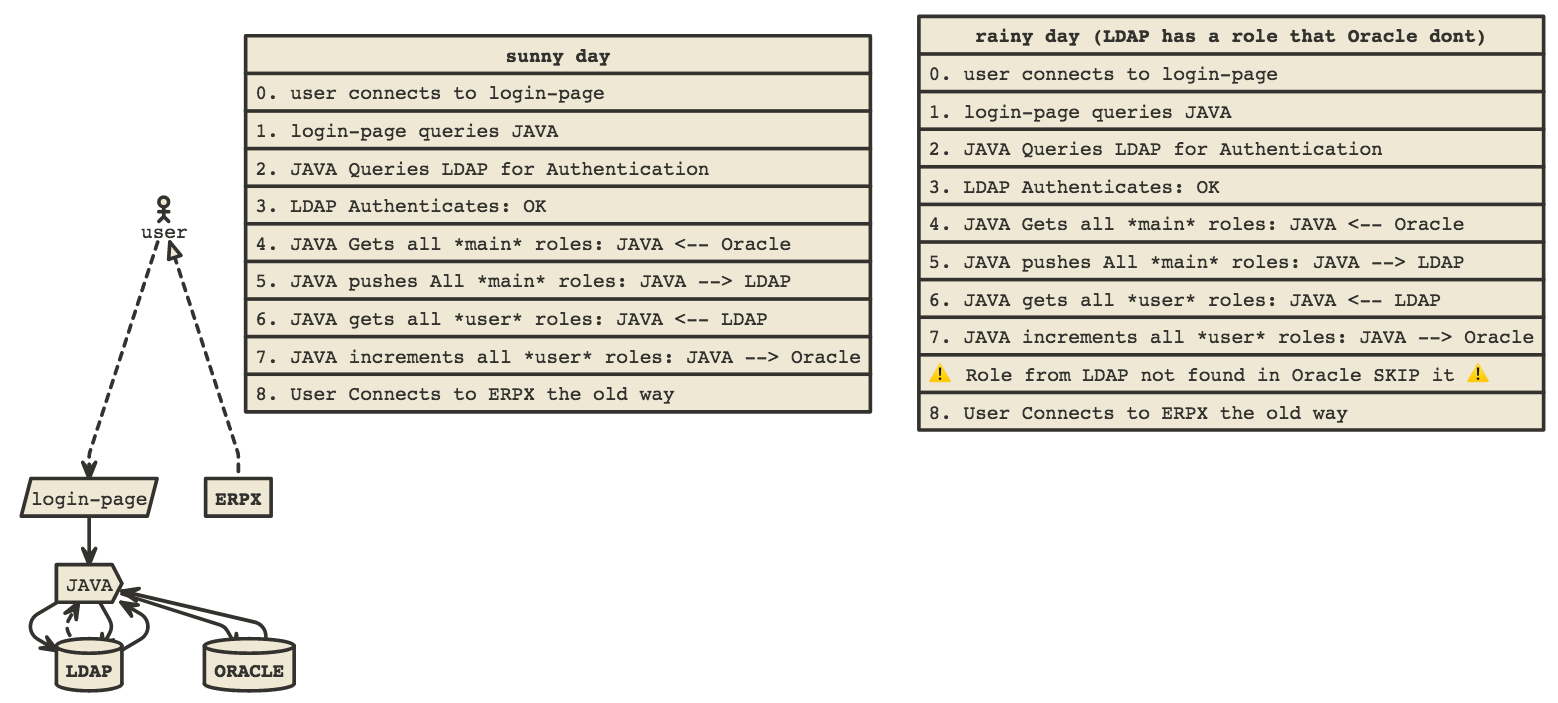 sunny day
0. user connects to login-page
1. login-page queries JAVA
2. JAVA Queries LDAP for Authentication
3. LDAP Authenticates: OK
4. JAVA Gets all *main* roles: JAVA <-- Oracle
5. JAVA pushes All *main* roles: JAVA --> LDAP
6. JAVA gets all *user* roles: JAVA <-- LDAP
7. JAVA increments all *user* roles: JAVA --> Oracle
8. User Connects to ERPX the old way
rainy day (LDAP has a role that Oracle dont)
0. user connects to login-page
1. login-page queries JAVA
2. JAVA Queries LDAP for Authentication
3. LDAP Authenticates: OK
4. JAVA Gets all *main* roles: JAVA <-- Oracle
5. JAVA pushes All *main* roles: JAVA --> LDAP
6. JAVA gets all *user* roles: JAVA <-- LDAP
7. JAVA increments all *user* roles: JAVA --> Oracle
⚠️ Role from LDAP not found in Oracle SKIP it ⚠️
8. User Connects to ERPX the old way
user
login-page
ERPX
JAVA
LDAP
ORACLE